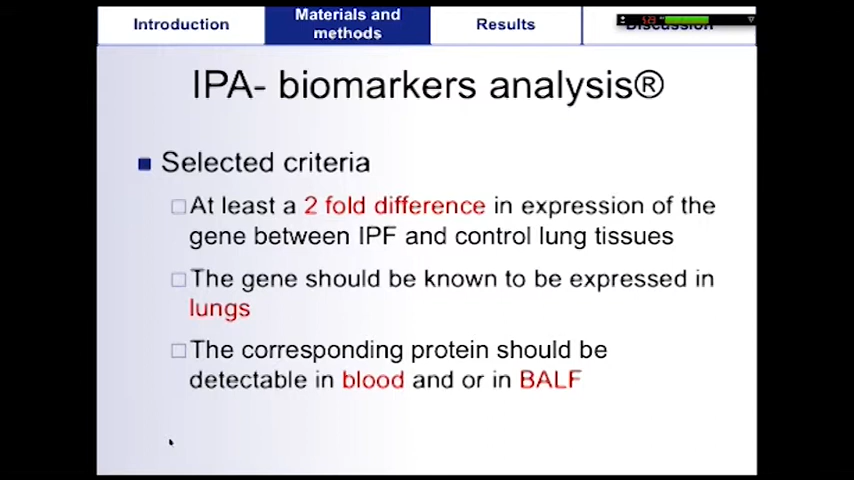 Introduction
Materials and
methods
Results
Discussion
IPA- biomarkers analysis®
Selected criteria
At least a 2 fold difference in expression of the
gene between IPF and control lung tissues
The gene should be known to be expressed in
lungs
The corresponding protein should be
detectable in blood and or in BALF